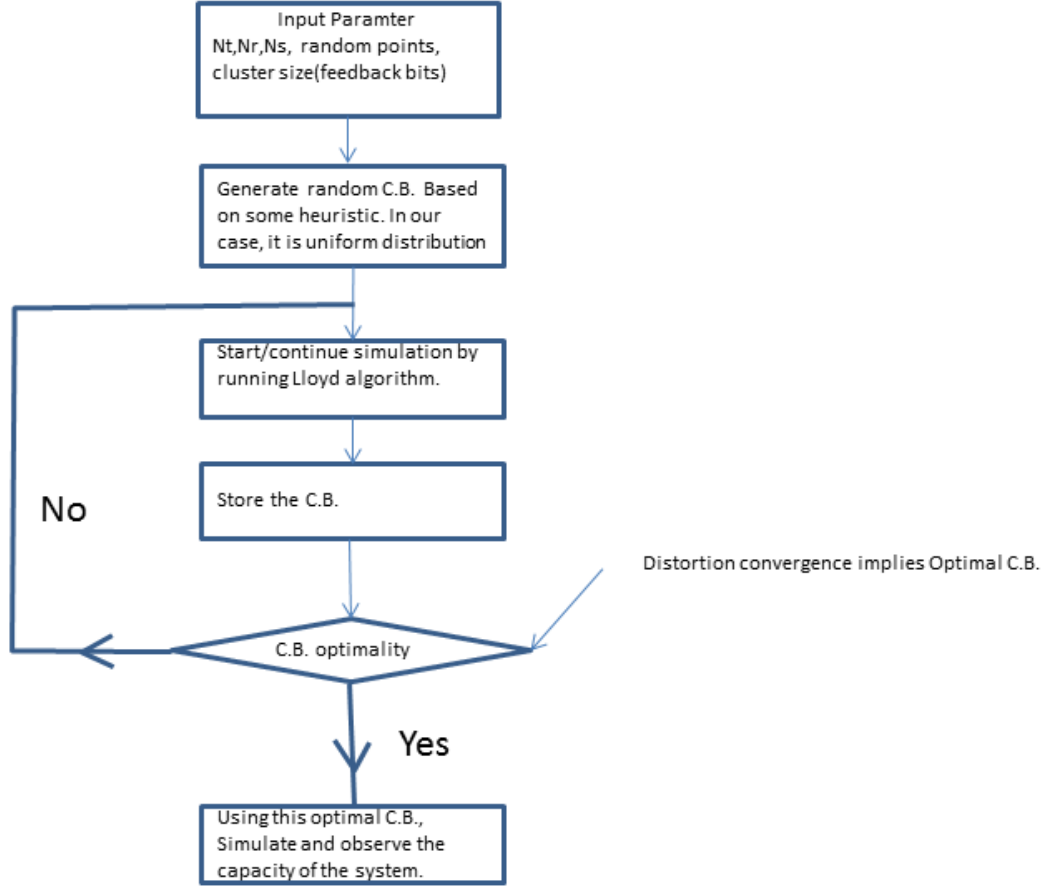 Input Paramter
Nt,Nr,Ns, random points,
cluster size(feedback bits)
Generate random C.B. Based
on some heuristic. In our
case, it is uniform distribution
Start/continue simulation by
running Lloyd algorithm.
Store the C.B.
No
Distortion convergence implies Optimal C.B.
C.B. optimality
Yes
Using this optimal C.B.,
Simulate and observe the
capacity of the system.